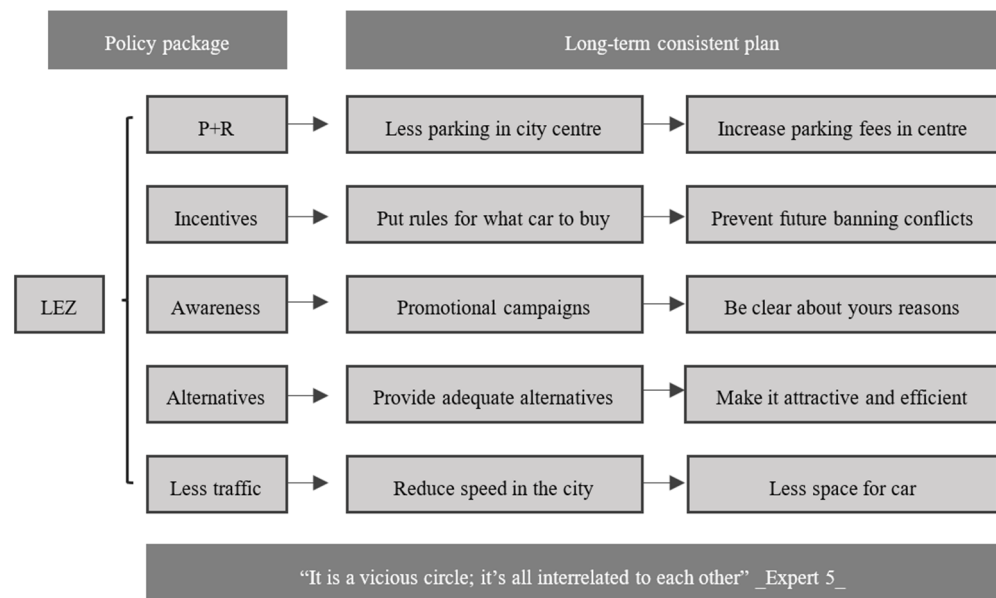 Policy package
Long-term consistent plan
P+R
Less parking in city centre
Increase parking fees in centre
Incentives
Put rules for what car to buy
Prevent future banning conflicts
LEZ
Awareness
Promotional campaigns
Be clear about yours reasons
Alternatives
Provide adequate alternatives
Make it attractive and efficient
Less traffic
Reduce speed in the city
Less space for car
“It is a vicious circle; it’s all interrelated to each other” _Expert 5_